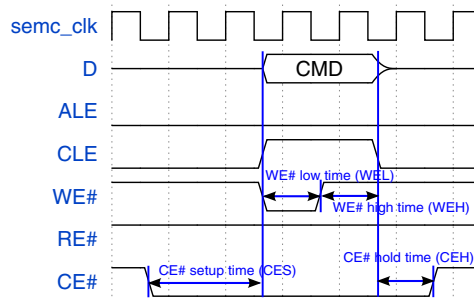 semc_clk
D
CMD
ALE
CLE
WE# low time (WEL)
WE#
WE# high time (WEH)
RE#
CE# hold time (CEH)
CE# setup time (CES)
CE#